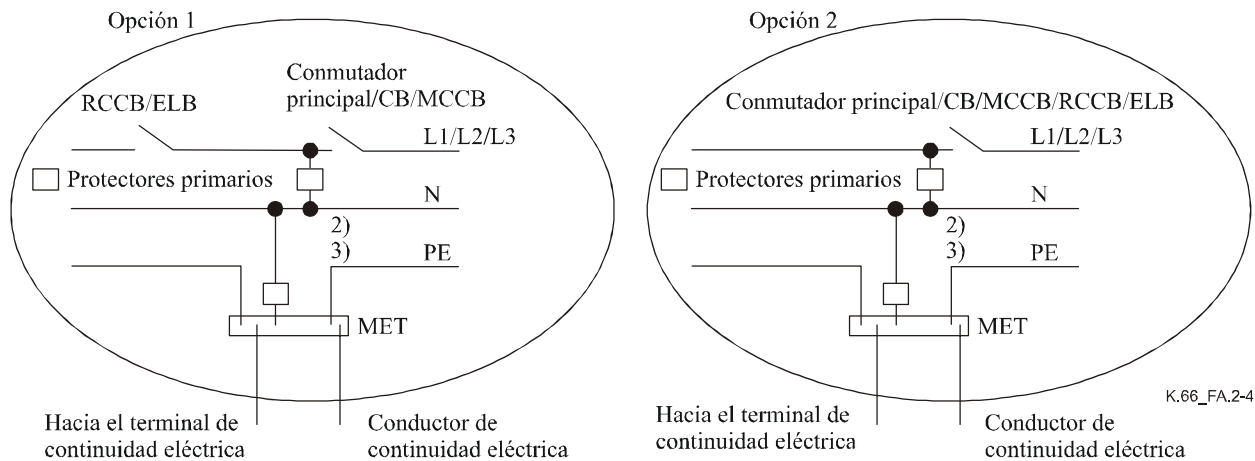 Opción 1
Conmutador
principal/CB/MCCB
RCCB/ELB
L1/L2/L3
Protectores primarios
N
2)
3)
PE
MET
Hacia el terminal de
continuidad eléctrica
Conductor de
continuidad eléctrica
Opción 2
Conmutador principal/CB/MCCB/RCCB/ELB
L1/L2/L3
Protectores primarios
N
2)
3)
PE
MET
Hacia el terminal de
continuidad eléctrica
Conductor de
continuidad eléctrica
K.66_FA.2-4